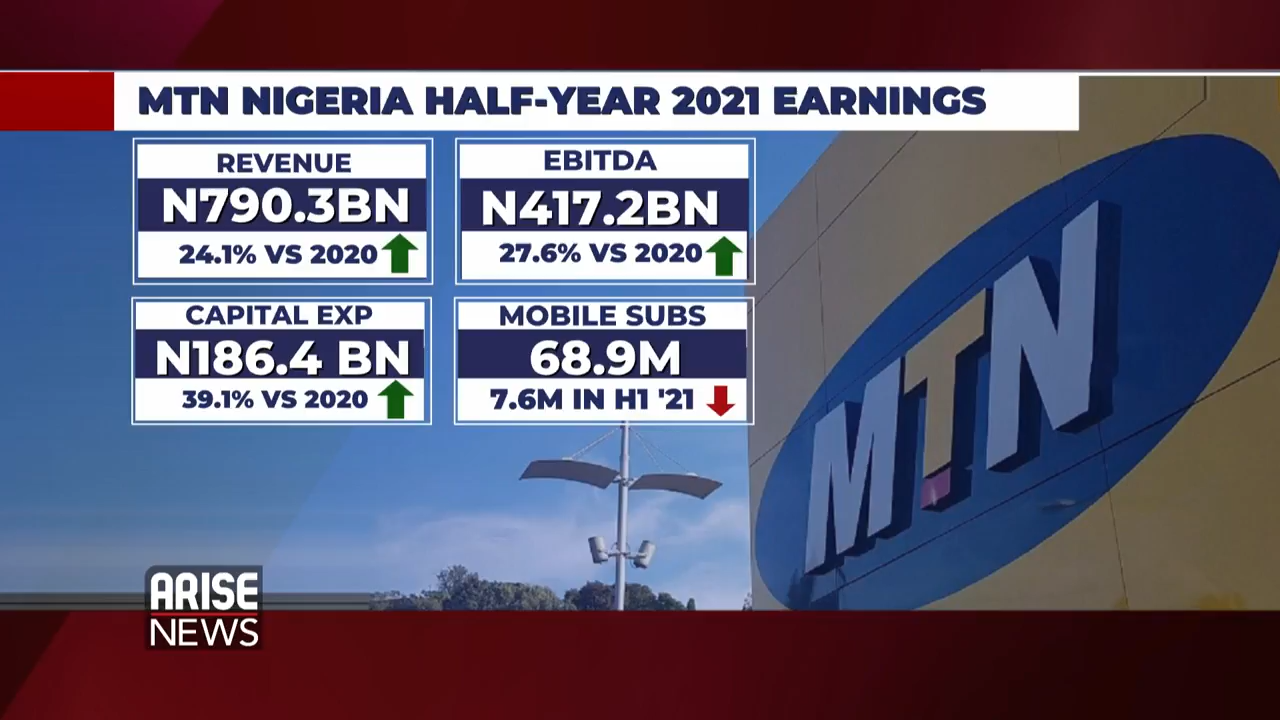 MTN NIGERIA HALF-YEAR 2021 EARNINGS
REVENUE
N790.3BN
24.1% VS 2020
EBITDA
N417.2BN
27.6% VS 2020
CAPITAL EXP
N186.4 BN
39.1% VS 2020
MOBILE SUBS
68.9M
7.6M IN H1 '21
MTN
ARISE
NEWS